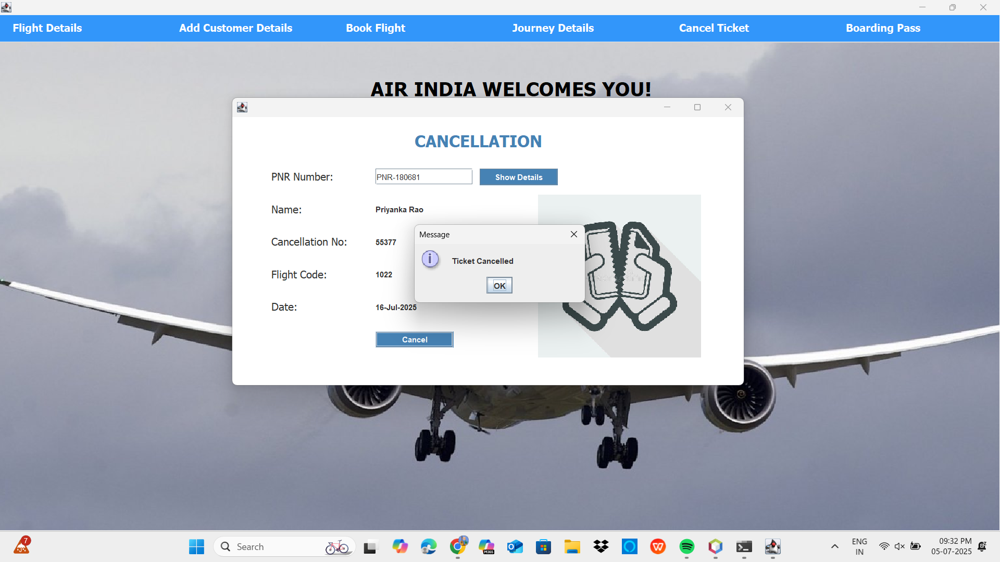 Flight Details Add Customer Details Book Flight Journey Details Cancel Ticket Boarding Pass
AIR INDIA WELCOMES YOU!
CANCELLATION
PNR Number: PNR-180681 Show Details
Name: Priyanka Rao
Cancellation No: 55377
Flight Code: 1022
Date: 16-Jul-2025
Cancel
Message
Ticket Cancelled
OK
7
Search
M365
ENG
IN
09:32 PM
05-07-2025